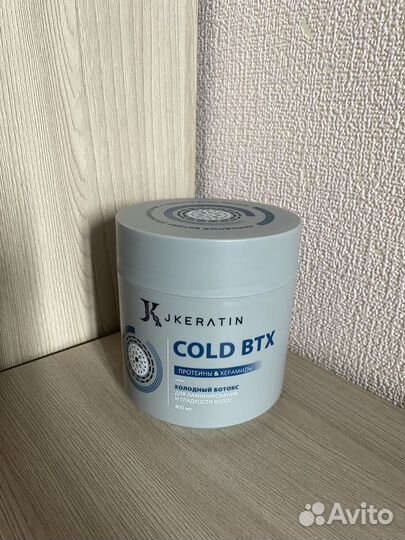 JKERATIN
COLD BTX
ПРОТЕИНЫ & КЕРАМИДЫ
ХОЛОДНЫЙ БОТОКС
ДЛЯ ЛАМИНИРОВАНИЯ
И ГЛАДКОСТИ ВОЛОС
400 мл
Avito